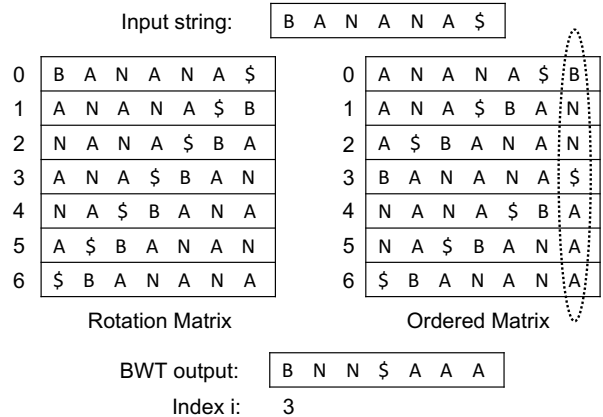 Input string: B A N A N A $
0 B A N A N A $
1 A N A N A $ B
2 N A N A $ B A
3 A N A $ B A N
4 N A $ B A N A
5 A $ B A N A N
6 $ B A N A N A
Rotation Matrix
0 A N A N A $ B
1 A N A $ B A N
2 A $ B A N A N
3 B A N A N A $
4 N A N A $ B A
5 N A $ B A N A
6 $ B A N A N A
Ordered Matrix
BWT output: B N N $ A A A
Index i: 3